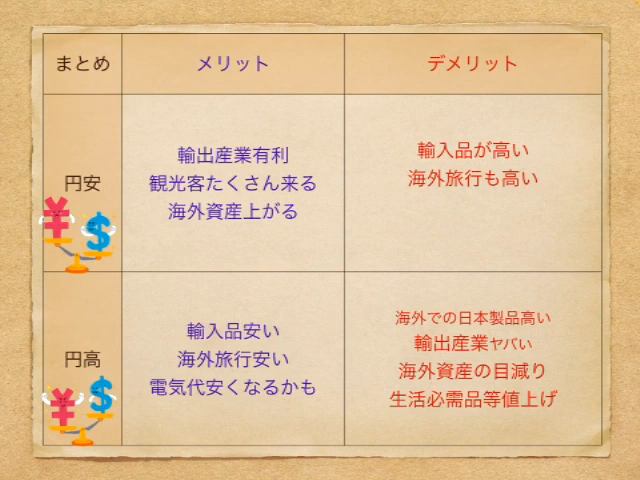 まとめ
メリット
デメリット
円安
輸出産業有利
観光客たくさん来る
海外資産上がる
輸入品が高い
海外旅行も高い
¥
$
円高
輸入品安い
海外旅行安い
電気代安くなるかも
海外での日本製品高い
輸出産業ヤバい
海外資産の目減り
生活必需品等値上げ
¥
$